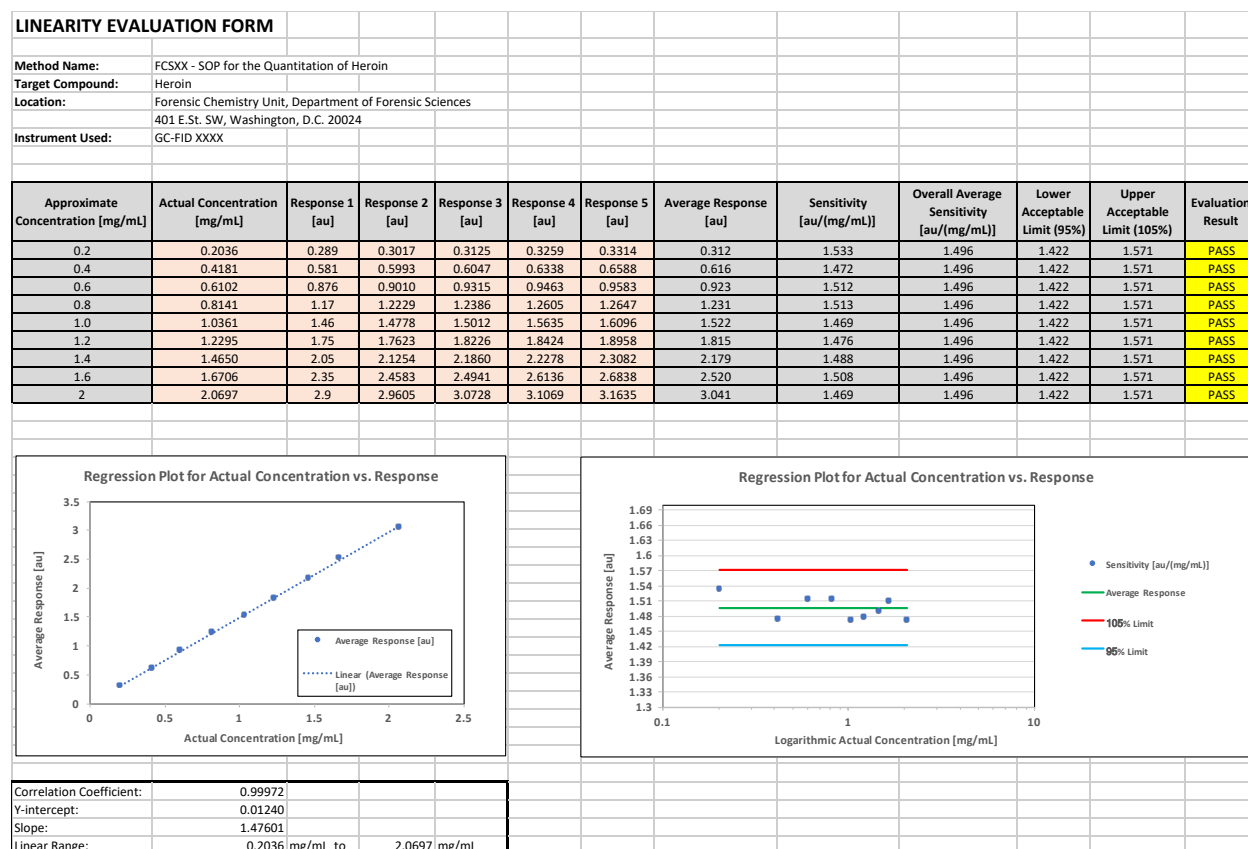 LINEARITY EVALUATION FORM
Method Name: FCSXX - SOP for the Quantitation of Heroin
Target Compound: Heroin
Location: Forensic Chemistry Unit, Department of Forensic Sciences
401 E.St. SW, Washington, D.C. 20024
Instrument Used: GC-FID XXXX
Approximate Concentration [mg/mL] Actual Concentration [mg/mL] Response 1 [au] Response 2 [au] Response 3 [au] Response 4 [au] Response 5 [au] Average Response [au] Sensitivity [au/(mg/mL)] Overall Average Sensitivity [au/(mg/mL)] Lower Acceptable Limit (95%) Upper Acceptable Limit (105%) Evaluation Result
0.2 0.2036 0.289 0.3017 0.3125 0.3259 0.3314 0.312 1.533 1.496 1.422 1.571 PASS
0.4 0.4181 0.581 0.5993 0.6047 0.6338 0.6588 0.616 1.472 1.496 1.422 1.571 PASS
0.6 0.6102 0.876 0.9010 0.9315 0.9463 0.9583 0.923 1.512 1.496 1.422 1.571 PASS
0.8 0.8141 1.17 1.2229 1.2386 1.2605 1.2647 1.231 1.513 1.496 1.422 1.571 PASS
1.0 1.0361 1.46 1.4778 1.5012 1.5635 1.6096 1.522 1.469 1.496 1.422 1.571 PASS
1.2 1.2295 1.75 1.7623 1.8226 1.8424 1.8958 1.815 1.476 1.496 1.422 1.571 PASS
1.4 1.4650 2.05 2.1254 2.1860 2.2278 2.3082 2.179 1.488 1.496 1.422 1.571 PASS
1.6 1.6706 2.35 2.4583 2.4941 2.6136 2.6838 2.520 1.508 1.496 1.422 1.571 PASS
2 2.0697 2.9 2.9605 3.0728 3.1069 3.1635 3.041 1.469 1.496 1.422 1.571 PASS
Regression Plot for Actual Concentration vs. Response
3.5
3
2.5
2
1.5
1
0.5
0
0 0.5 1 1.5 2 2.5
Average Response [au]
Actual Concentration [mg/mL]
Average Response [au]
Linear (Average Response
[au])
Regression Plot for Actual Concentration vs. Response
1.69
1.66
1.63
1.6
1.57
1.54
1.51
1.48
1.45
1.42
1.39
1.36
1.33
1.3
0.1 1 10
Average Response [au]
Logarithmic Actual Concentration [mg/mL]
Sensitivity [au/(mg/mL)]
Average Response
105% Limit
95% Limit
Correlation Coefficient: 0.99972
Y-intercept: 0.01240
Slope: 1.47601
Linear Range: 0.2036 mg/mL to 2.0697 mg/mL